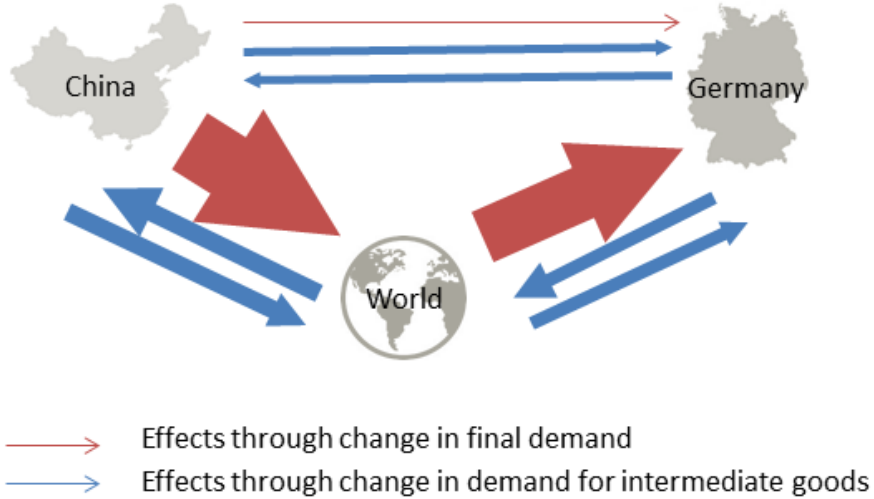 China
Germany
World
Effects through change in final demand
Effects through change in demand for intermediate goods